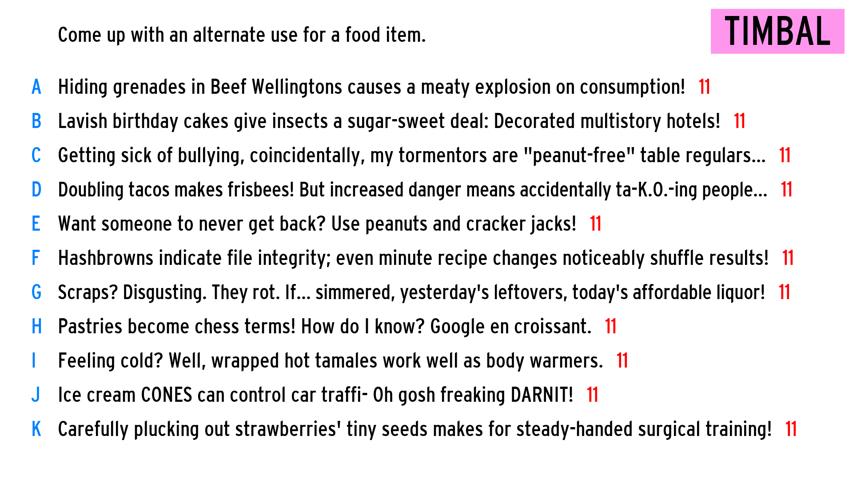 Come up with an alternate use for a food item.
TIMBAL
A Hiding grenades in Beef Wellingtons causes a meaty explosion on consumption! 11
B Lavish birthday cakes give insects a sugar-sweet deal: Decorated multistory hotels! 11
C Getting sick of bullying, coincidentally, my tormentors are "peanut-free" table regulars... 11
D Doubling tacos makes frisbees! But increased danger means accidentally ta-K.O.-ing people... 11
E Want someone to never get back? Use peanuts and cracker jacks! 11
F Hashbrowns indicate file integrity; even minute recipe changes noticeably shuffle results! 11
G Scraps? Disgusting. They rot. If... simmered, yesterday's leftovers, today's affordable liquor! 11
H Pastries become chess terms! How do I know? Google en croissant. 11
I Feeling cold? Well, wrapped hot tamales work well as body warmers. 11
J Ice cream CONES can control car traffi- Oh gosh freaking DARNIT! 11
K Carefully plucking out strawberries' tiny seeds makes for steady-handed surgical training! 11